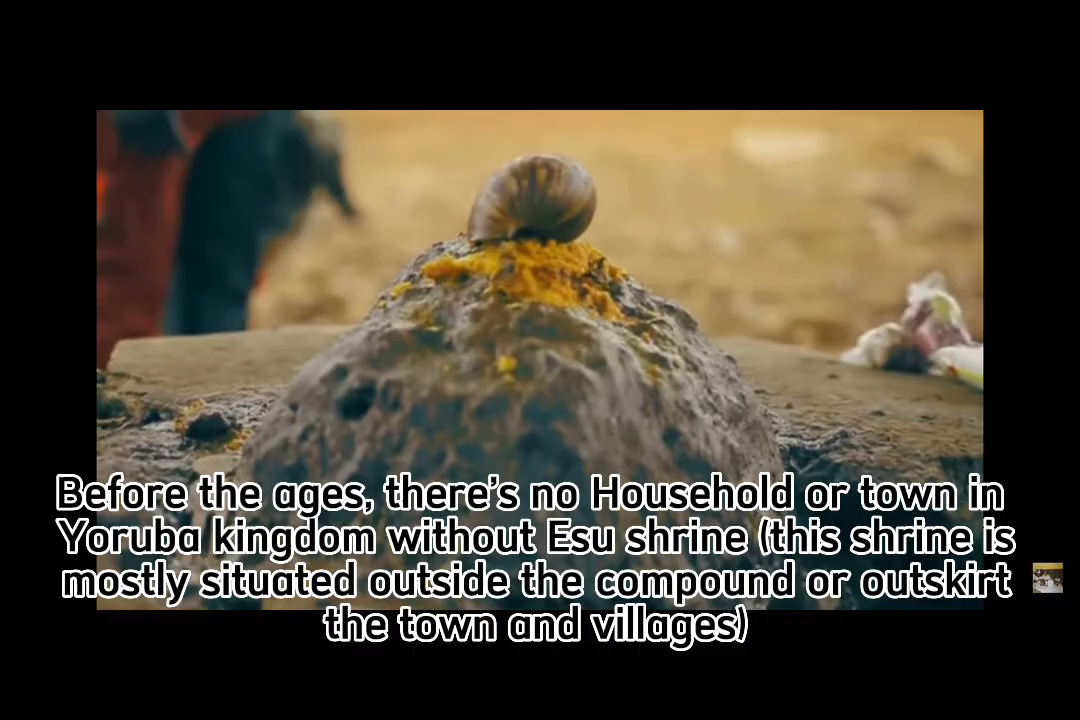 Before the ages, there's no Household or town in
Yoruba kingdom without Esu shrine (this shrine is
mostly situated outside the compound or outskirt
the town and villages)